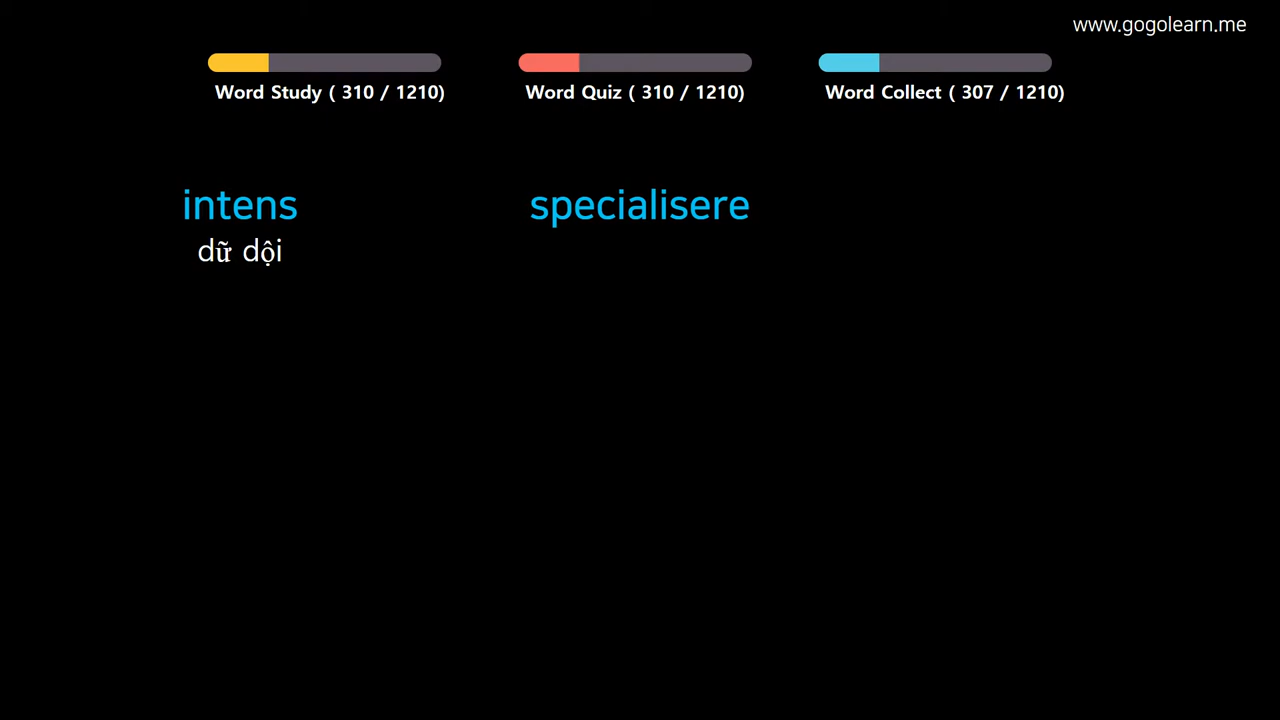 www.gogolearn.me
Word Study ( 310 / 1210)
Word Quiz ( 310 / 1210)
Word Collect ( 307 / 1210)
intens
dữ dội
specialisere